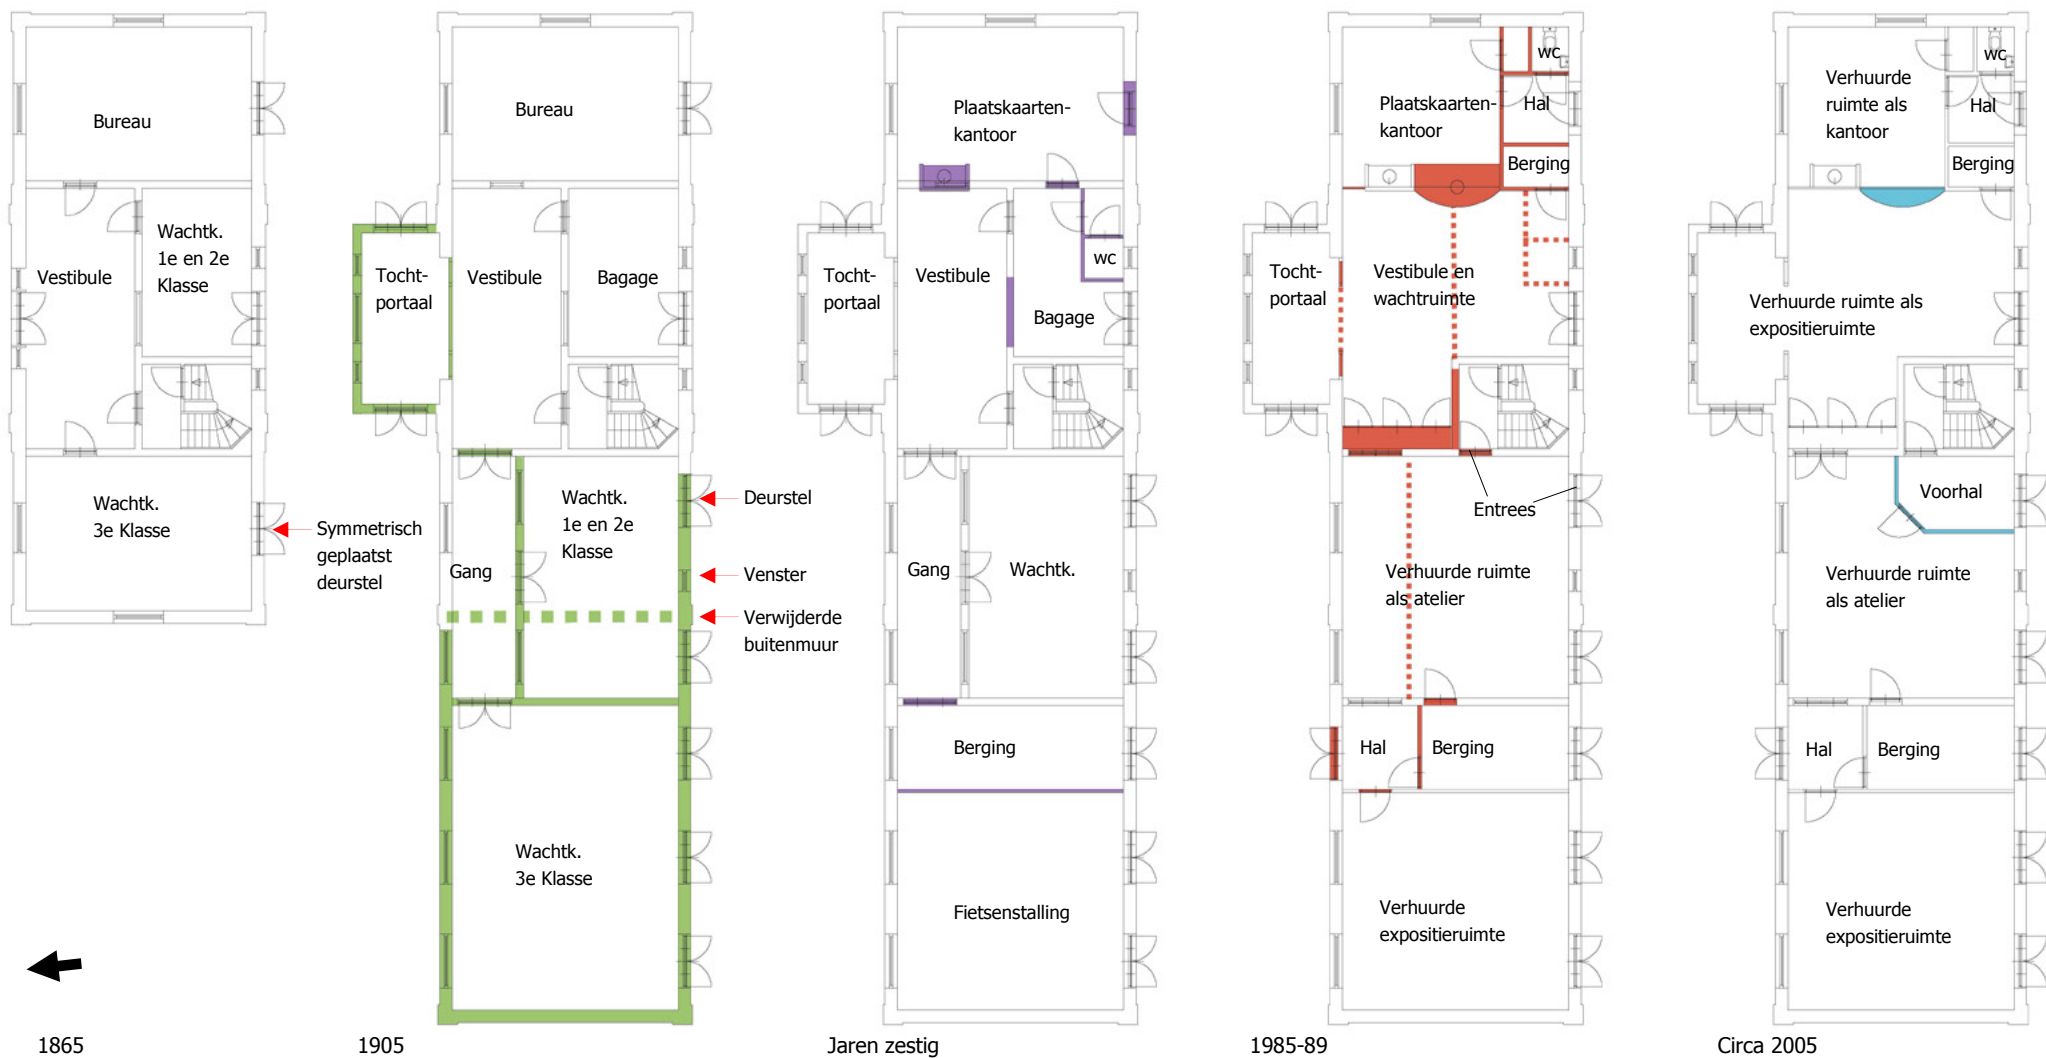 Bureau
Wachtk.
1e en 2e
Klasse
Vestibule
Wachtk.
3e Klasse
Symmetrisch
geplaatst
deurstel
1865
Bureau
Tocht-
portaal
Vestibule
Bagage
Wachtk.
1e en 2e
Klasse
Gang
Deurstel
Venster
Verwijderde
buitenmuur
Wachtk.
3e Klasse
1905
Plaatskaarten-
kantoor
Tocht-
portaal
Vestibule
wc
Bagage
Gang
Wachtk.
Berging
Fietsenstalling
Jaren zestig
wc
Plaatskaarten-
kantoor
Hal
Berging
Tocht-
portaal
Vestibule en
wachtruimte
Entrees
Verhuurde ruimte
als atelier
Hal
Berging
Verhuurde
expositieruimte
1985-89
wc
Verhuurde
ruimte als
kantoor
Hal
Berging
Verhuurde ruimte als
expositieruimte
Voorhal
Verhuurde ruimte
als atelier
Hal
Berging
Verhuurde
expositieruimte
Circa 2005